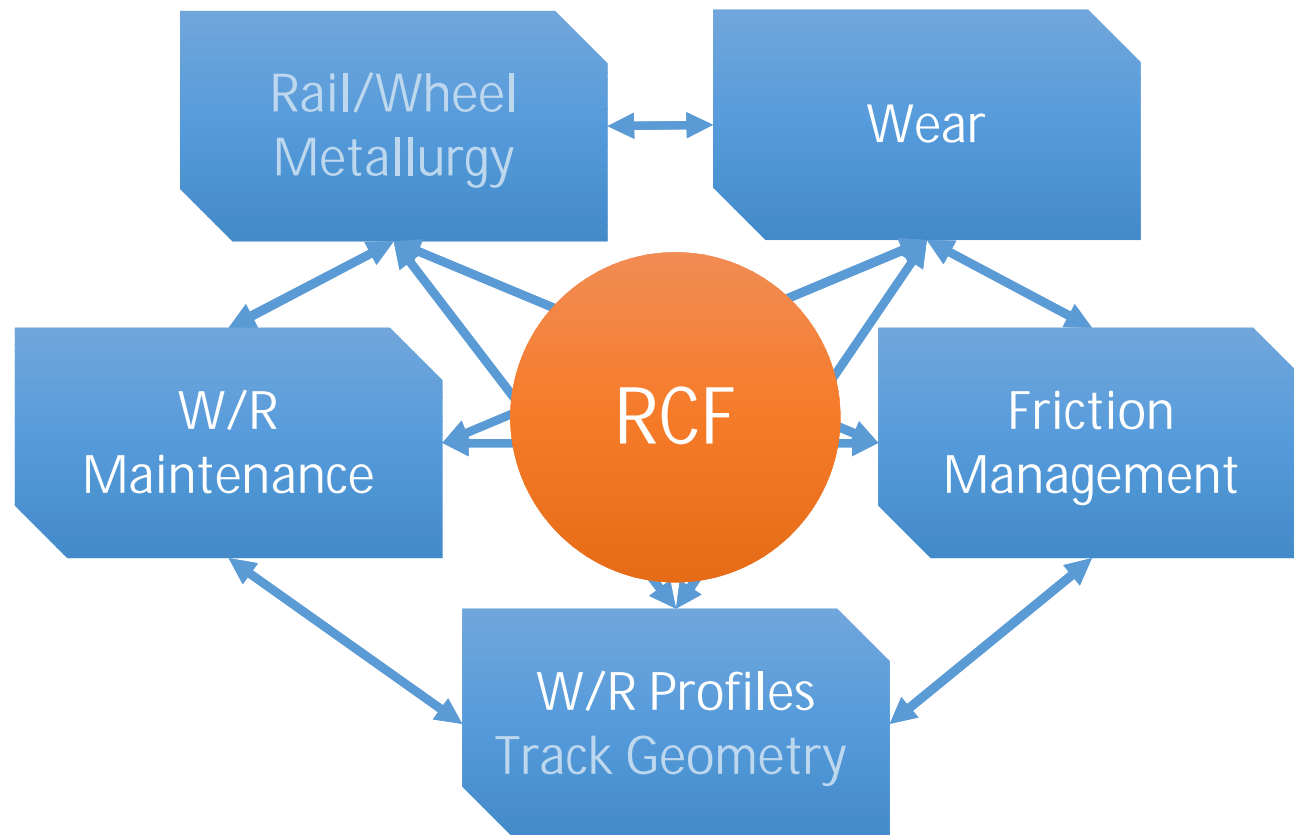 Rail/Wheel
Metallurgy
Wear
RCF
W/R
Maintenance
Friction
Management
W/R Profiles
Track Geometry